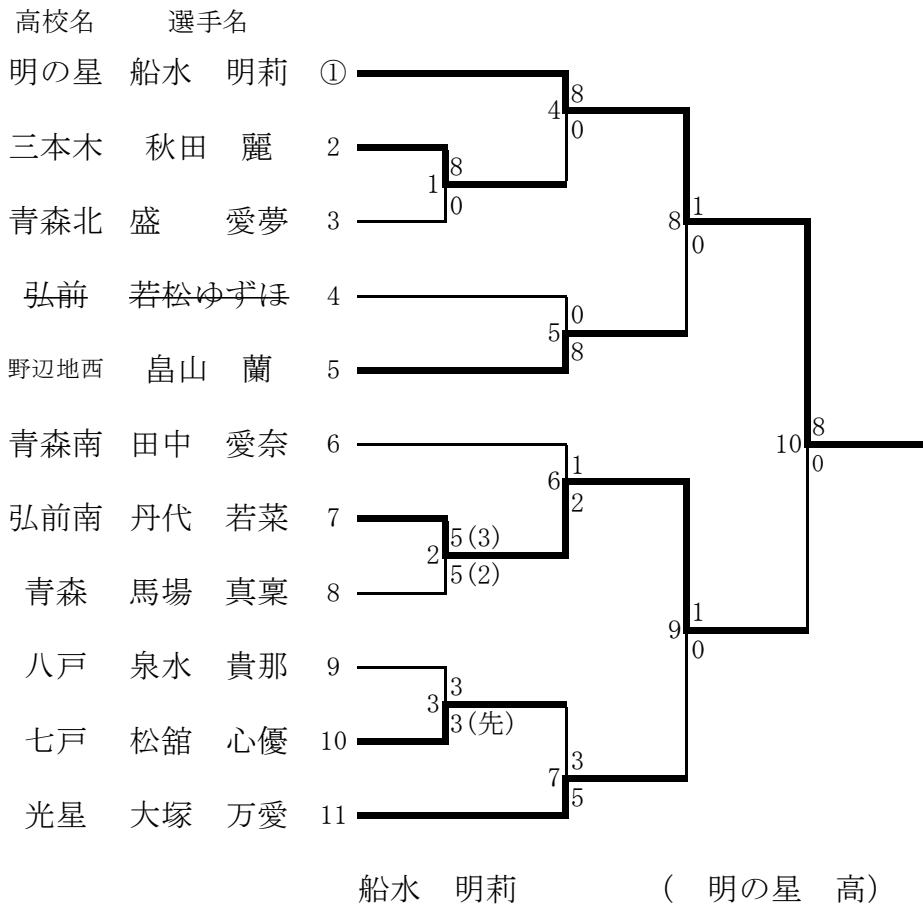 高校名 選手名
明の星 船水 明莉 ①
8
4
0
三本木 秋田 麗 2
8
1
0
青森北 盛 愛夢 3
1
8
0
弘前 若松ゆずほ 4
0
5
8
野辺地西 畠山 蘭 5
8
10
0
青森南 田中 愛奈 6
1
6
2
弘前南 丹代 若菜 7
5(3)
2
5(2)
青森 馬場 真稟 8
1
9
0
八戸 泉水 貴那 9
3
3
3(先)
七戸 松舘 心優 10
3
7
5
光星 大塚 万愛 11
船水 明莉 ( 明の星 高)